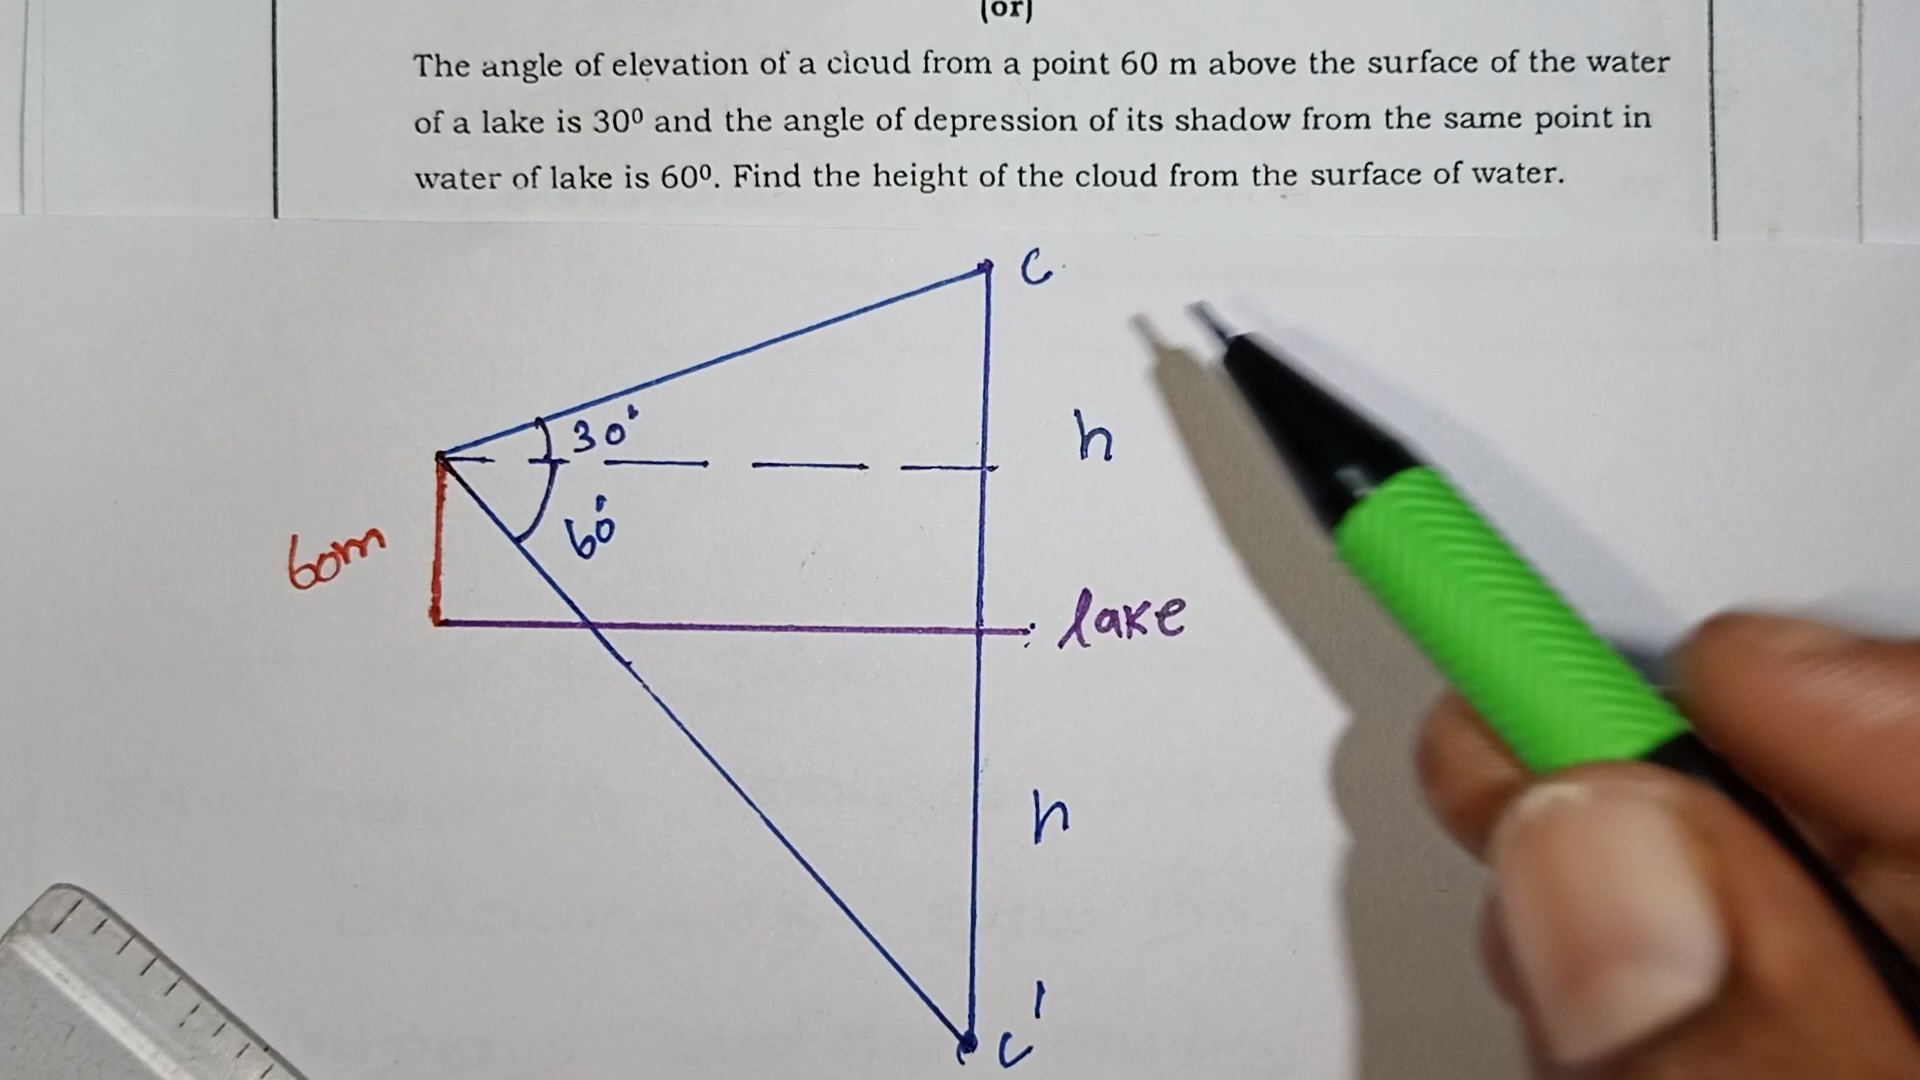 (or)
The angle of elevation of a cloud from a point 60 m above the surface of the water
of a lake is 30⁰ and the angle of depression of its shadow from the same point in
water of lake is 60⁰. Find the height of the cloud from the surface of water.
C
30°
h
60°
60m
lake
h
C'